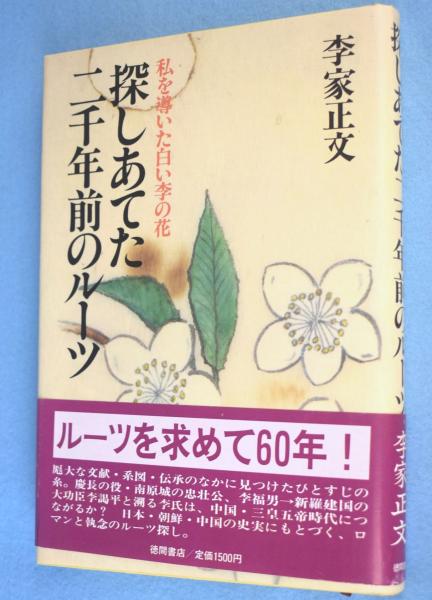 李家正文
私を導いた白い李の花
探しあてた
二千年前のルーツ
ルーツを求めて60年！
厖大な文献・系図・伝承のなかに見つけたひとすじの
糸。慶長の役・南原城の忠壮公、李福男→新羅建国の
大功臣李謁平と溯る李氏は、中国・三皇五帝時代につ
ながるか？ 日本・朝鮮・中国の史実にもとづく、ロ
マンと執念のルーツ探し。
徳間書店／定価1500円
探しあてた二千年前のルーツ
李家正文
徳間書店